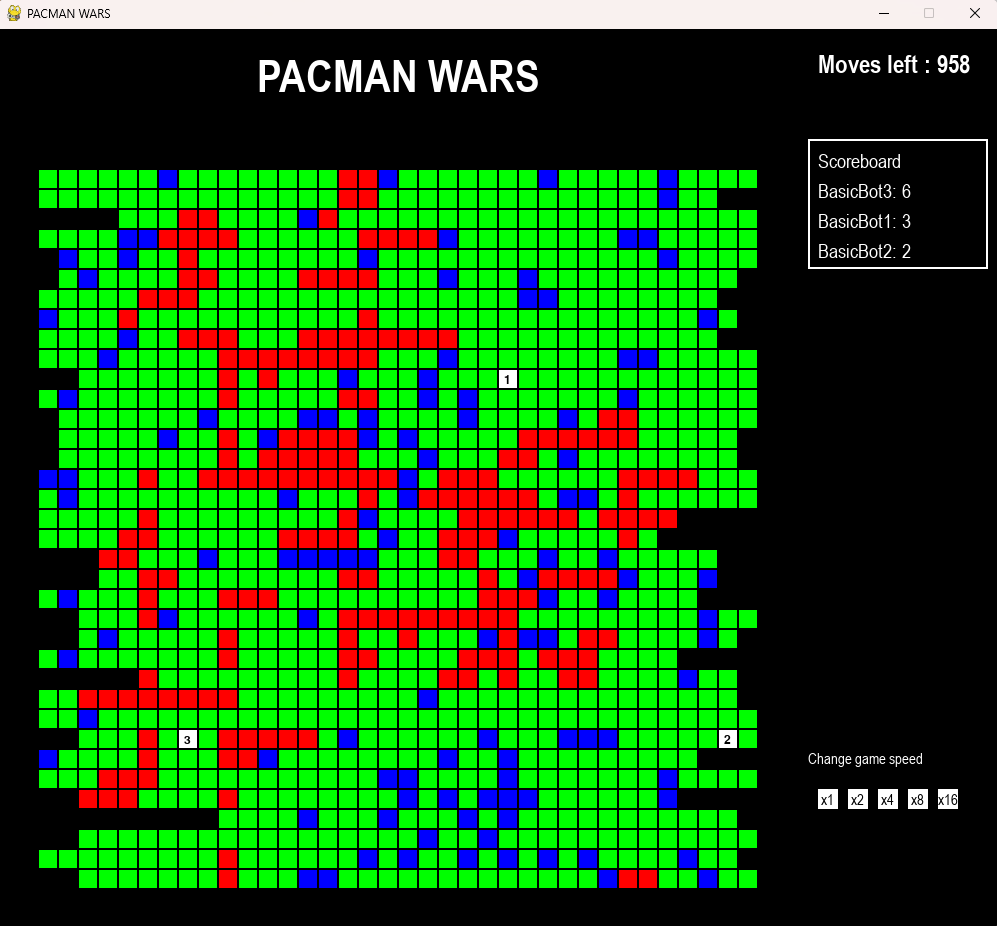 PACMAN WARS
PACMAN WARS
Moves left : 958
Scoreboard
BasicBot3: 6
BasicBot1: 3
BasicBot2: 2
1
3
2
Change game speed
x1 x2 x4 x8 x16